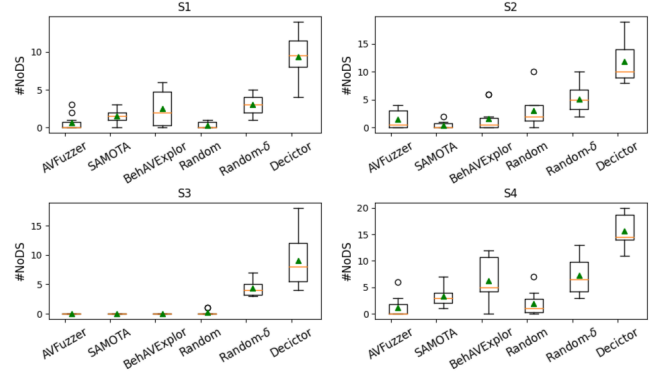 S1
#NoDS
10
5
0
AVFuzzer SAMOTA BehAVExplor Random Random-δ Decictor
S2
#NoDS
15
10
5
0
AVFuzzer SAMOTA BehAVExplor Random Random-δ Decictor
S3
#NoDS
15
10
5
0
AVFuzzer SAMOTA BehAVExplor Random Random-δ Decictor
S4
#NoDS
20
15
10
5
0
AVFuzzer SAMOTA BehAVExplor Random Random-δ Decictor